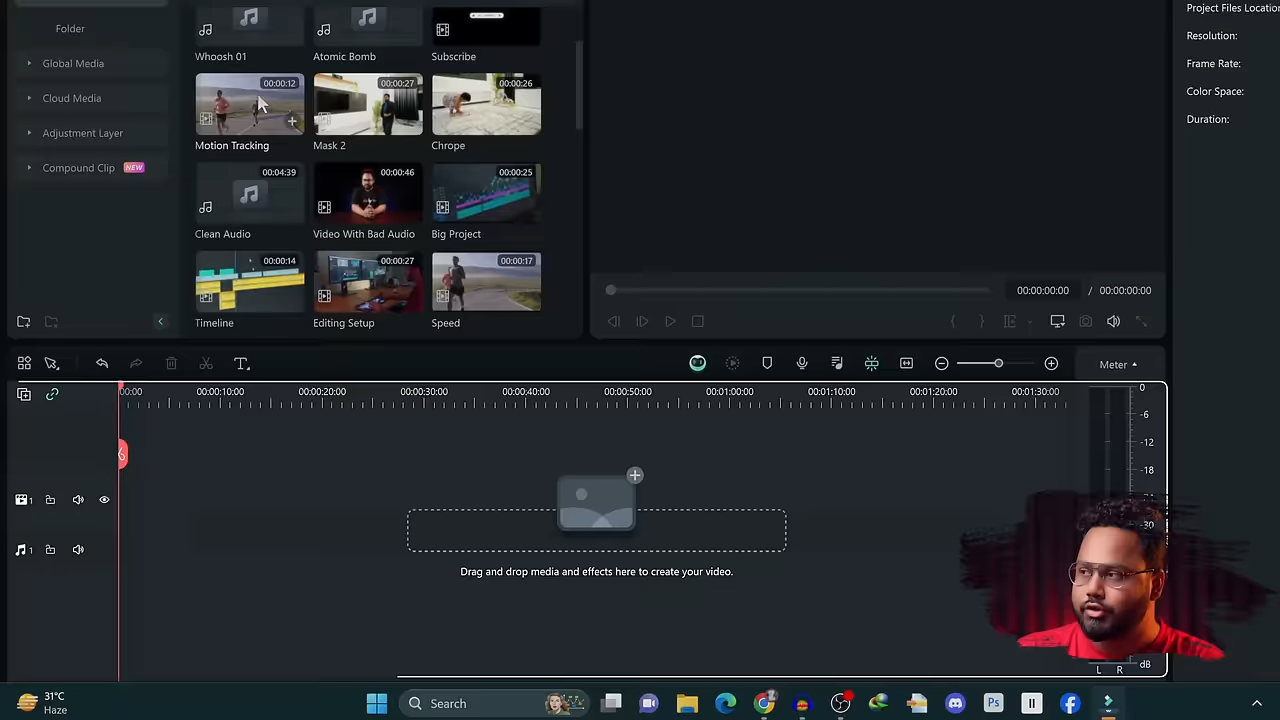 Folder
Global Media
Cloud Media
Adjustment Layer
Compound Clip NEW
Whoosh 01
Atomic Bomb
Subscribe
00:00:12
00:00:27
00:00:26
Motion Tracking
Mask 2
Chrope
00:04:39
00:00:46
00:00:25
Clean Audio
Video With Bad Audio
Big Project
00:00:14
00:00:27
00:00:17
Timeline
Editing Setup
Speed
00:00:00:00 / 00:00:00:00
Project Files Location
Resolution:
Frame Rate:
Color Space:
Duration:
Meter
00:00
00:00:10:00
00:00:20:00
00:00:30:00
00:00:40:00
00:00:50:00
00:01:00:00
00:01:10:00
00:01:20:00
00:01:30:00
0
-6
-12
-18
-30
L R dB
1
1
Drag and drop media and effects here to create your video.
31°C
Haze
Search
Ps